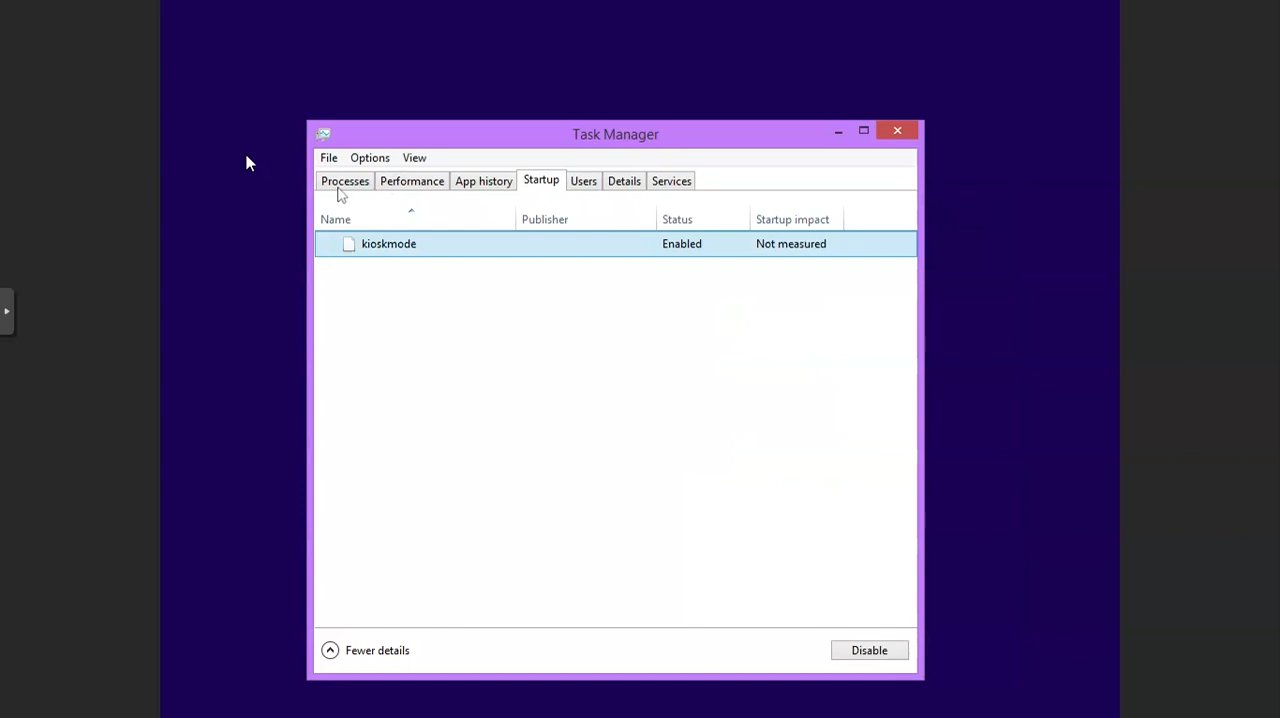 Task Manager
File Options View
Processes Performance App history Startup Users Details Services
Name Publisher Status Startup impact
kioskmode Enabled Not measured
Fewer details Disable